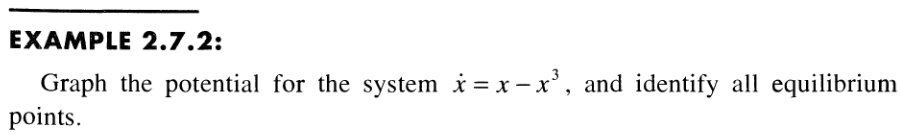 EXAMPLE 2.7.2:
Graph the potential for the system ẋ = x − x³, and identify all equilibrium
points.